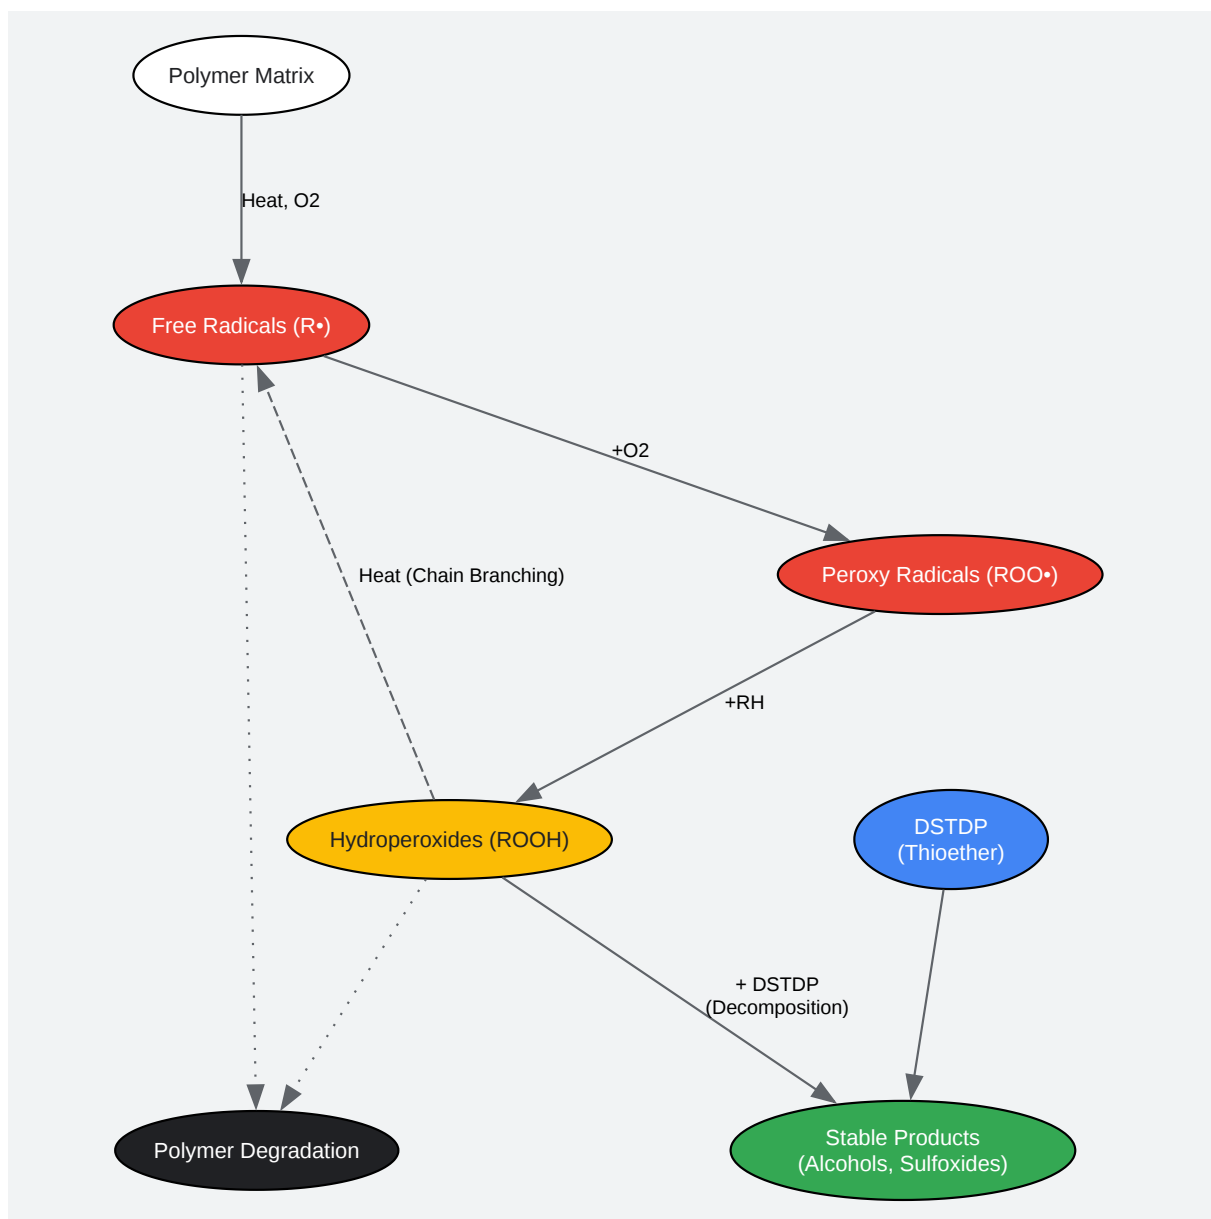 Polymer Matrix
Heat, O2
Free Radicals (R•)
+O2
Heat (Chain Branching)
Peroxy Radicals (ROO•)
+RH
Hydroperoxides (ROOH)
DSTDP
(Thioether)
+ DSTDP
(Decomposition)
Polymer Degradation
Stable Products
(Alcohols, Sulfoxides)